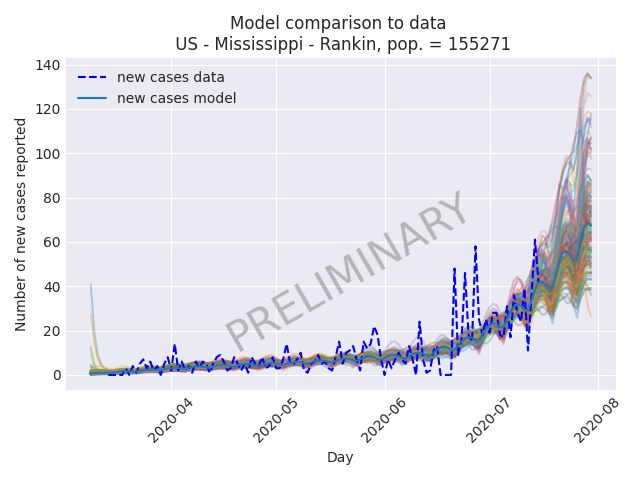 Model comparison to data
US - Mississippi - Rankin, pop. = 155271
new cases data
new cases model
Number of new cases reported
140
120
100
80
60
40
20
0
PRELIMINARY
2020-04
2020-05
2020-06
2020-07
2020-08
Day